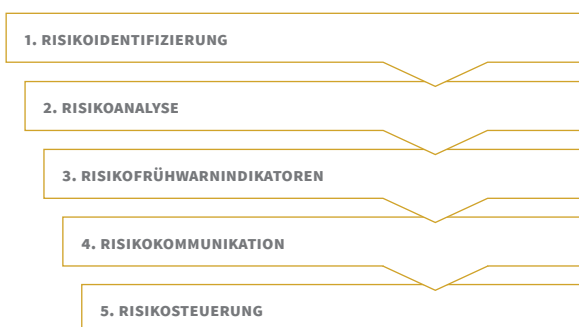 1. RISIKOIDENTIFIZIERUNG
2. RISIKOANALYSE
3. RISIKOFRÜHWARNINDIKATOREN
4. RISIKOKOMMUNIKATION
5. RISIKOSTEUERUNG